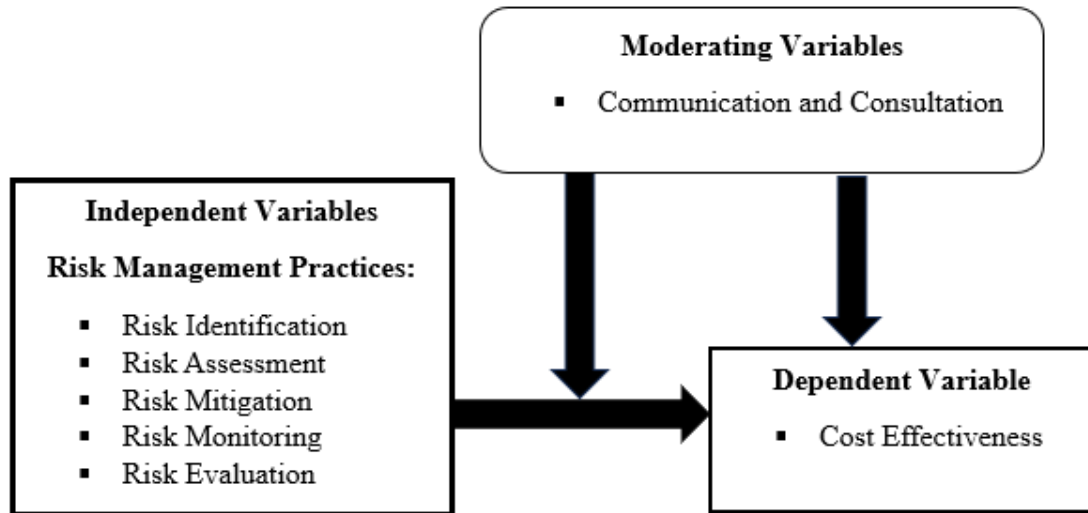 Moderating Variables
▪ Communication and Consultation
Independent Variables
Risk Management Practices:
▪ Risk Identification
▪ Risk Assessment
▪ Risk Mitigation
▪ Risk Monitoring
▪ Risk Evaluation
Dependent Variable
▪ Cost Effectiveness